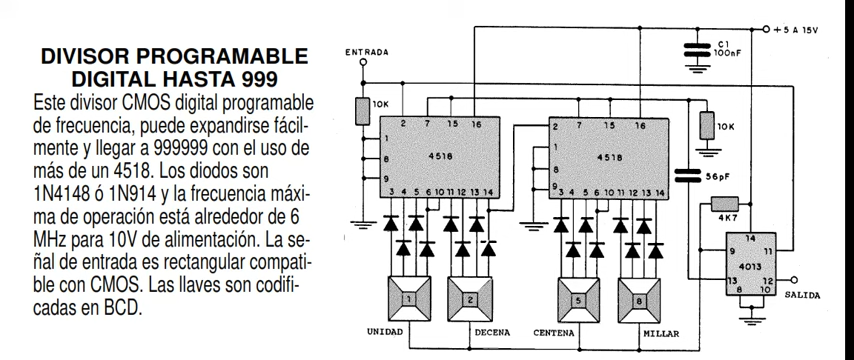 DIVISOR PROGRAMABLE
DIGITAL HASTA 999
Este divisor CMOS digital programable
de frecuencia, puede expandirse fácil-
mente y llegar a 999999 con el uso de
más de un 4518. Los diodos son
1N4148 ó 1N914 y la frecuencia máxi-
ma de operación está alrededor de 6
MHz para 10V de alimentación. La se-
ñal de entrada es rectangular compati-
ble con CMOS. Las llaves son codifi-
cadas en BCD.
ENTRADA
+5 A 15V
C1
100nF
10K
2 7 15 16
1
8
9
4518
3 4 5 6 10 11 12 13 14
2
7 15 16
1
8
9
4518
3 4 5 6 10 11 12 13 14
10K
56pF
4K7
14
9 11
4013
13 12
8 10
SALIDA
1
2
5
8
UNIDAD
DECENA
CENTENA
MILLAR